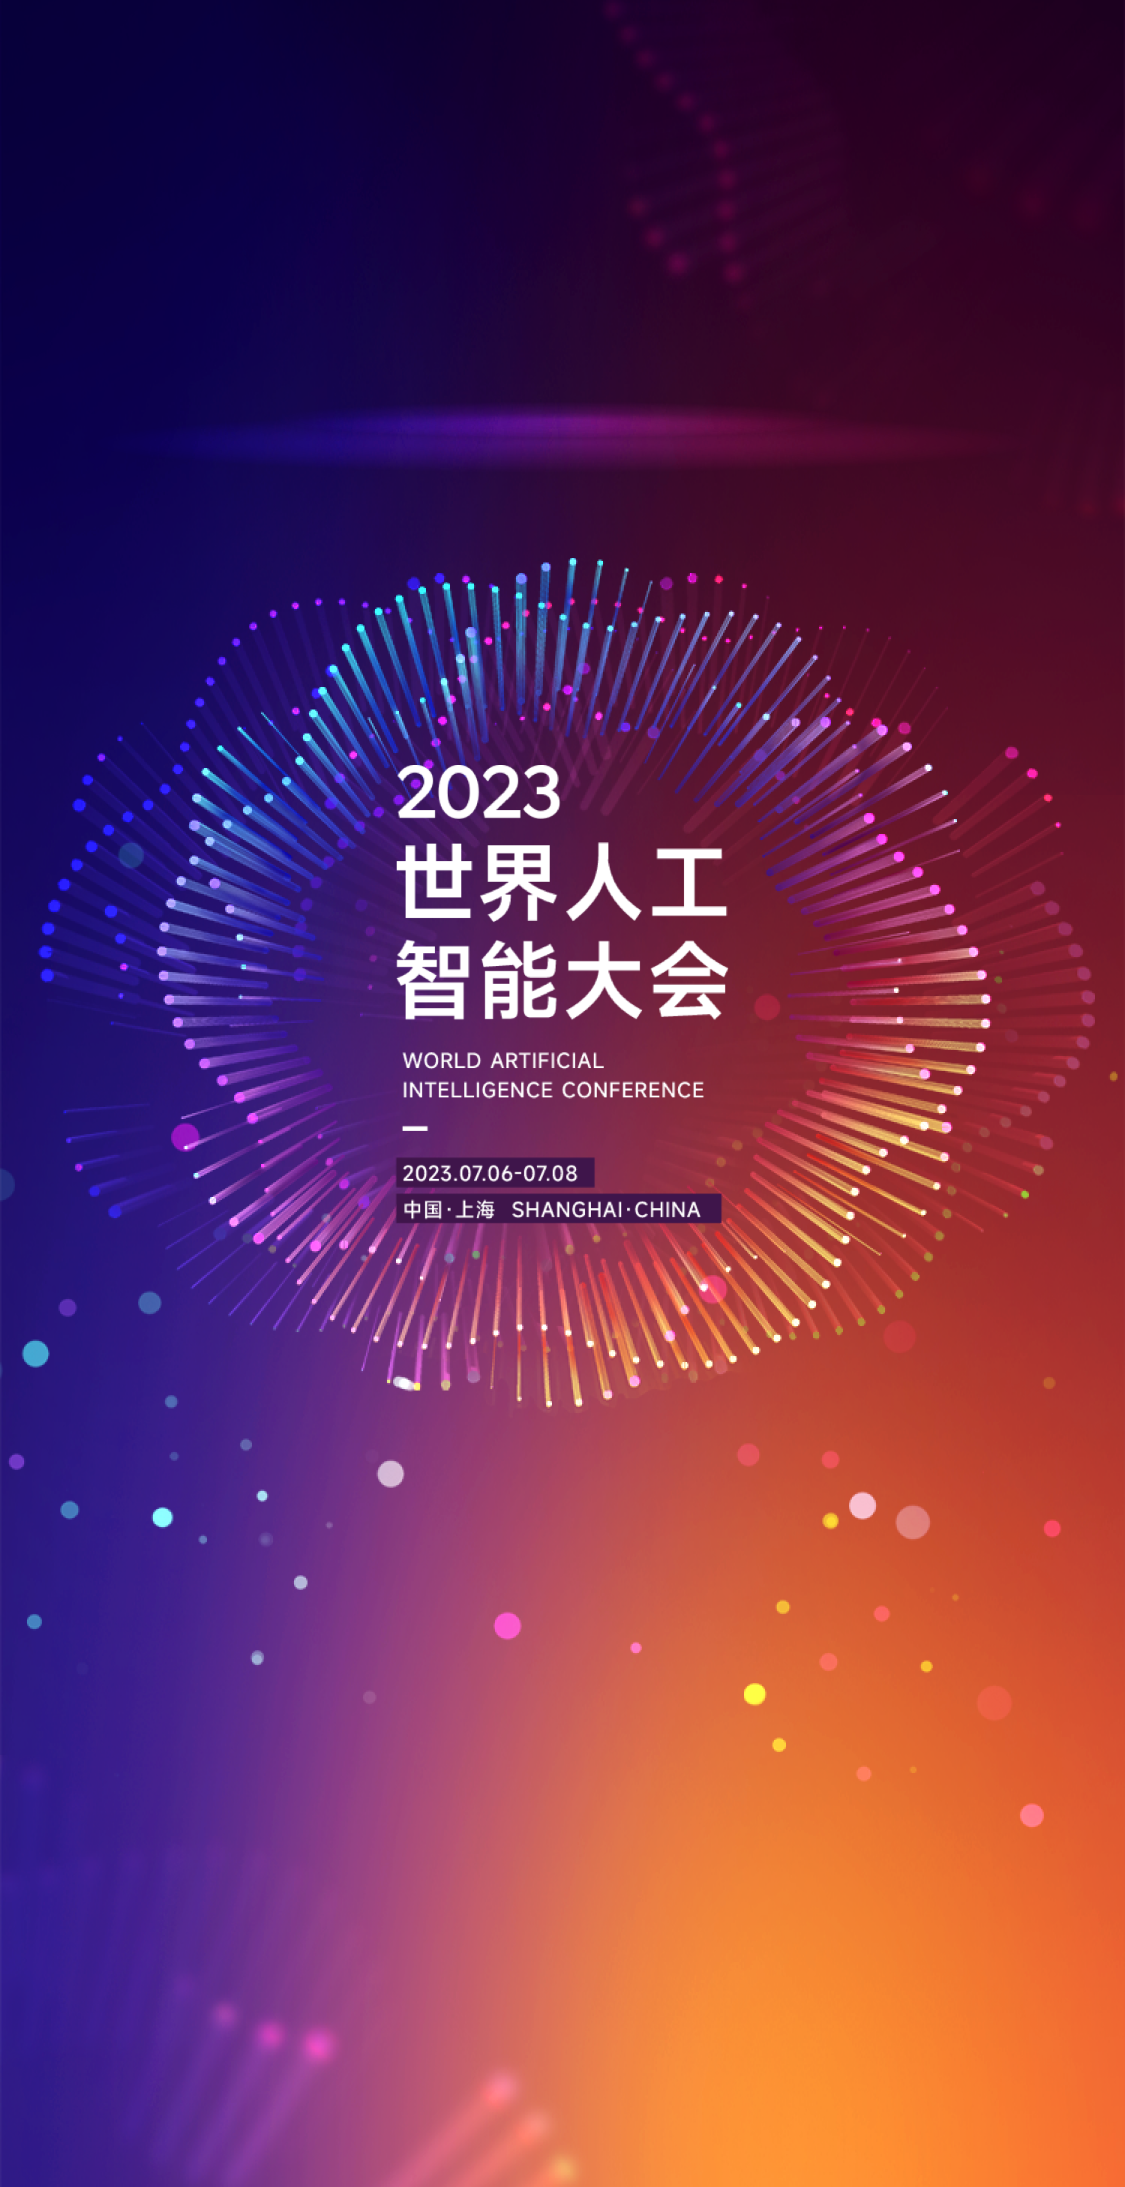 2023
世界人工
智能大会
WORLD ARTIFICIAL
INTELLIGENCE CONFERENCE
2023.07.06-07.08
中国·上海 SHANGHAI·CHINA